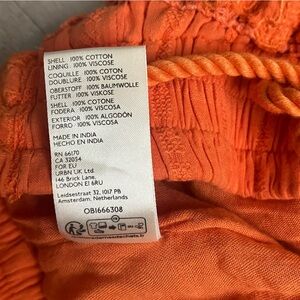 SHELL 100% COTTON
LINING 100% VISCOSE
COQUILLE 100% COTON
DOUBLURE 100% VISCOSE
OBERSTOFF 100% BAUMWOLLE
FUTTER 100% VISKOSE
SHELL 100% COTONE
FODERA 100% VISCOSA
EXTERIOR 100% ALGODÓN
FORRO 100% VISCOSA
MADE IN INDIA
HECHO EN INDIA
RN 66170
CA 32054
FOR EU
URBN UK Ltd
146 Brick Lane,
LONDON E1 6RU
Leidsestraat 32, 1017 PB
Amsterdam, Netherlands
OB1666308